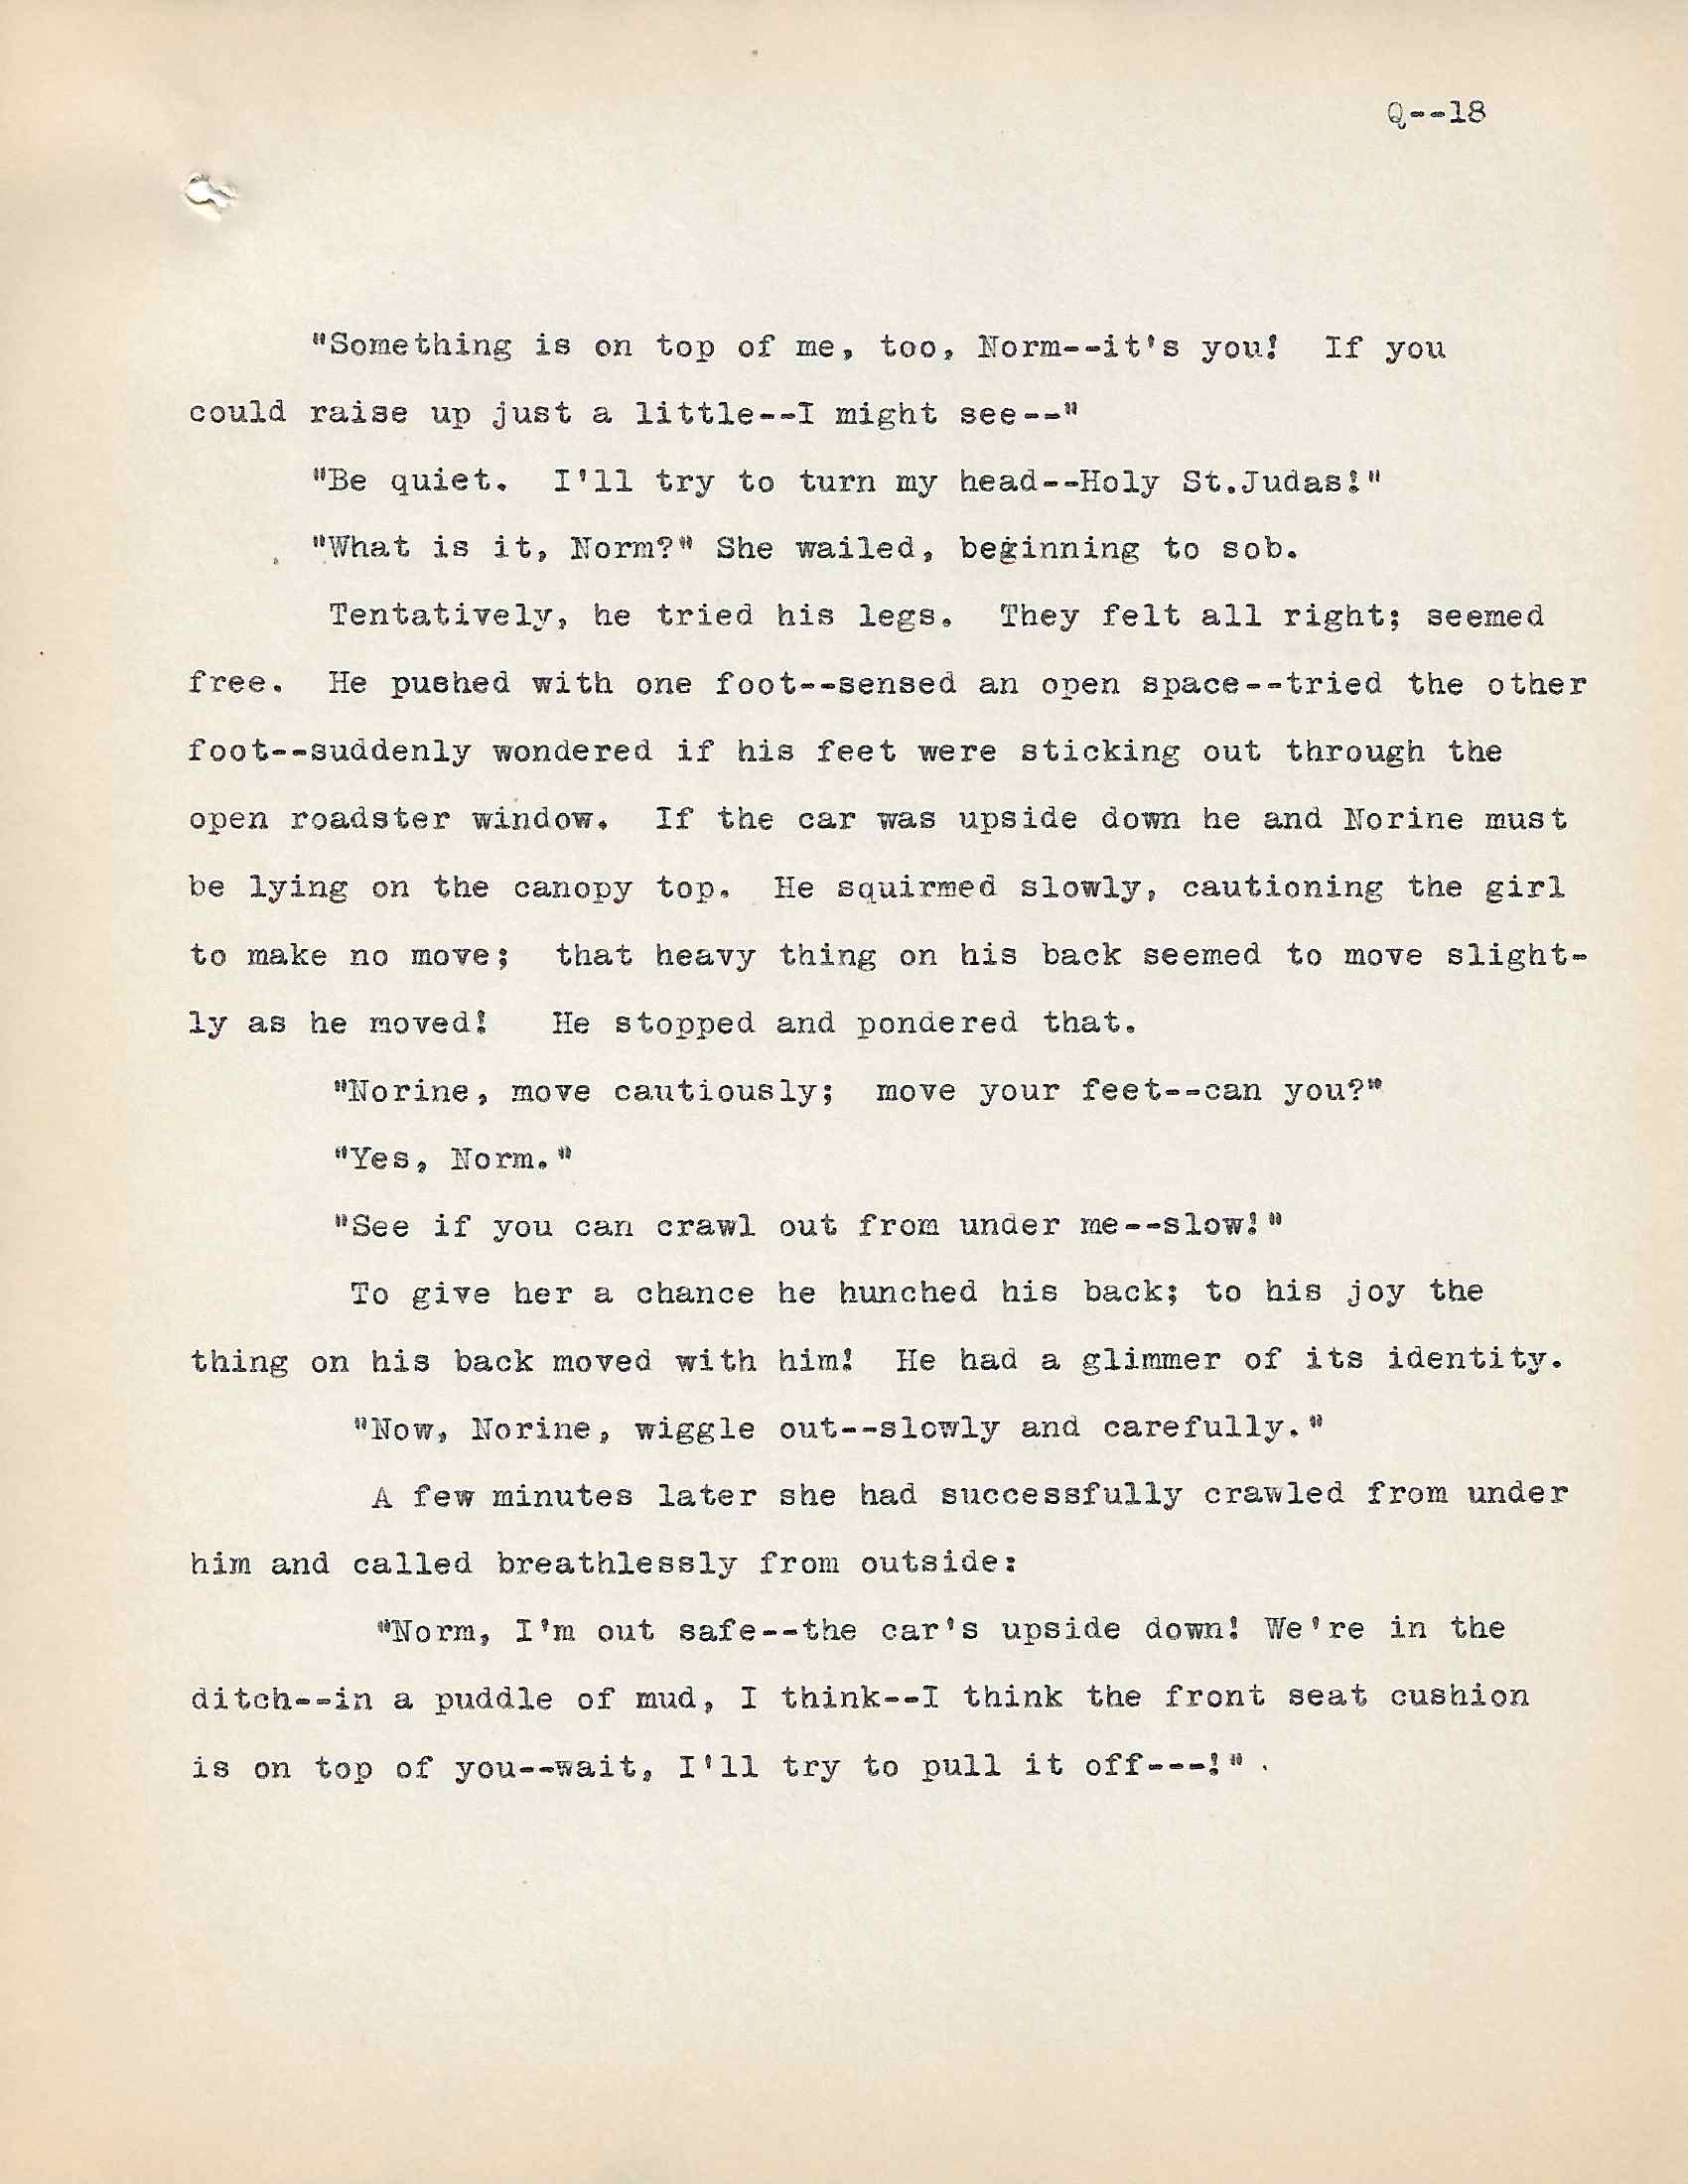 Q--18
"Something is on top of me, too, Norm--it's you!  If you
could raise up just a little--I might see--"
"Be quiet.  I'll try to turn my head--Holy St.Judas!"
"What is it, Norm?" She wailed, beginning to sob.
Tentatively, he tried his legs.  They felt all right; seemed
free.  He pushed with one foot--sensed an open space--tried the other
foot--suddenly wondered if his feet were sticking out through the
open roadster window.  If the car was upside down he and Norine must
be lying on the canopy top.  He squirmed slowly, cautioning the girl
to make no move;  that heavy thing on his back seemed to move slight-
ly as he moved!   He stopped and pondered that.
"Norine, move cautiously;  move your feet--can you?"
"Yes, Norm."
"See if you can crawl out from under me--slow!"
To give her a chance he hunched his back; to his joy the
thing on his back moved with him!  He had a glimmer of its identity.
"Now, Norine, wiggle out--slowly and carefully."
A few minutes later she had successfully crawled from under
him and called breathlessly from outside:
"Norm, I'm out safe--the car's upside down! We're in the
ditch--in a puddle of mud, I think--I think the front seat cushion
is on top of you--wait, I'll try to pull it off---!" .